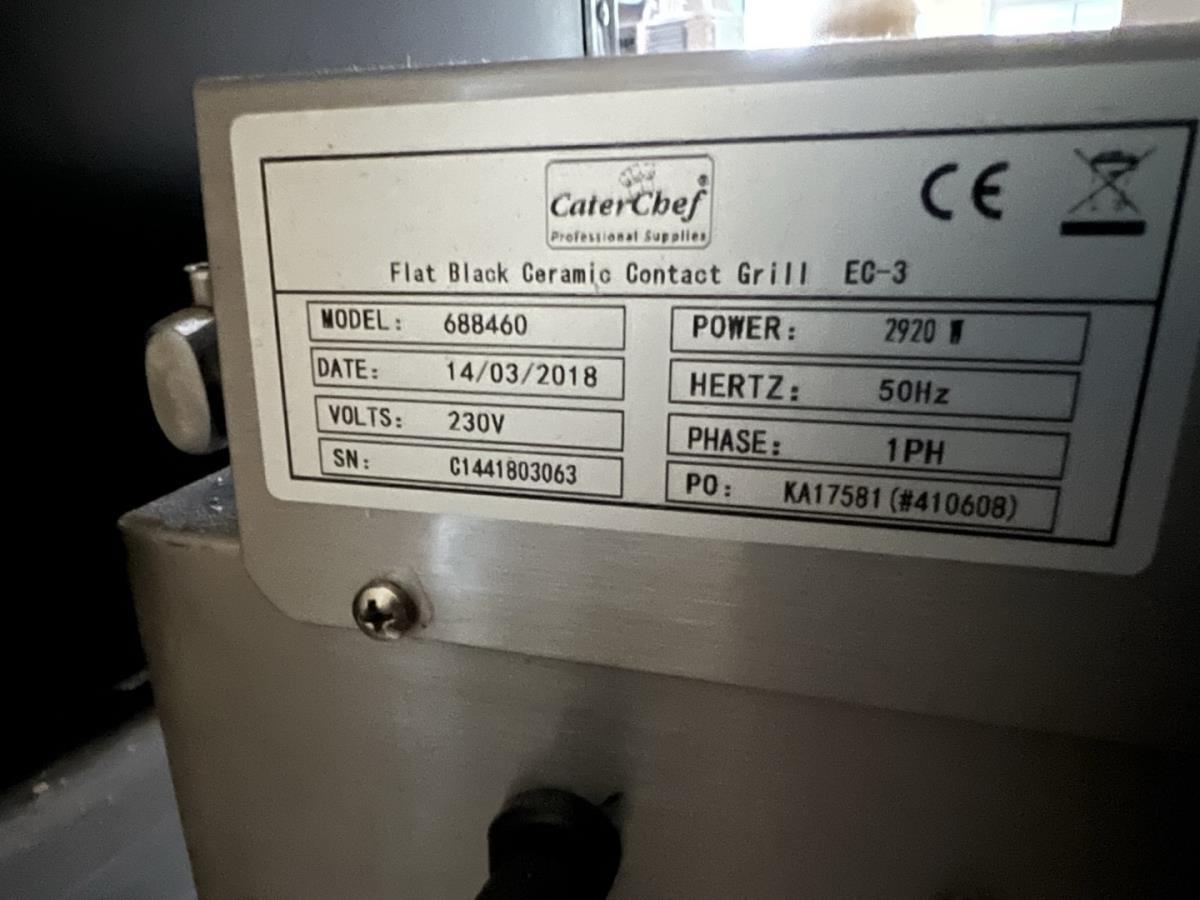 CaterChef®
Professional Supplies
CE
Flat Black Ceramic Contact Grill EC-3
MODEL: 688460
DATE: 14/03/2018
VOLTS: 230V
SN: C1441803063
POWER: 2920 W
HERTZ: 50Hz
PHASE: 1PH
PO: KA17581(#410608)